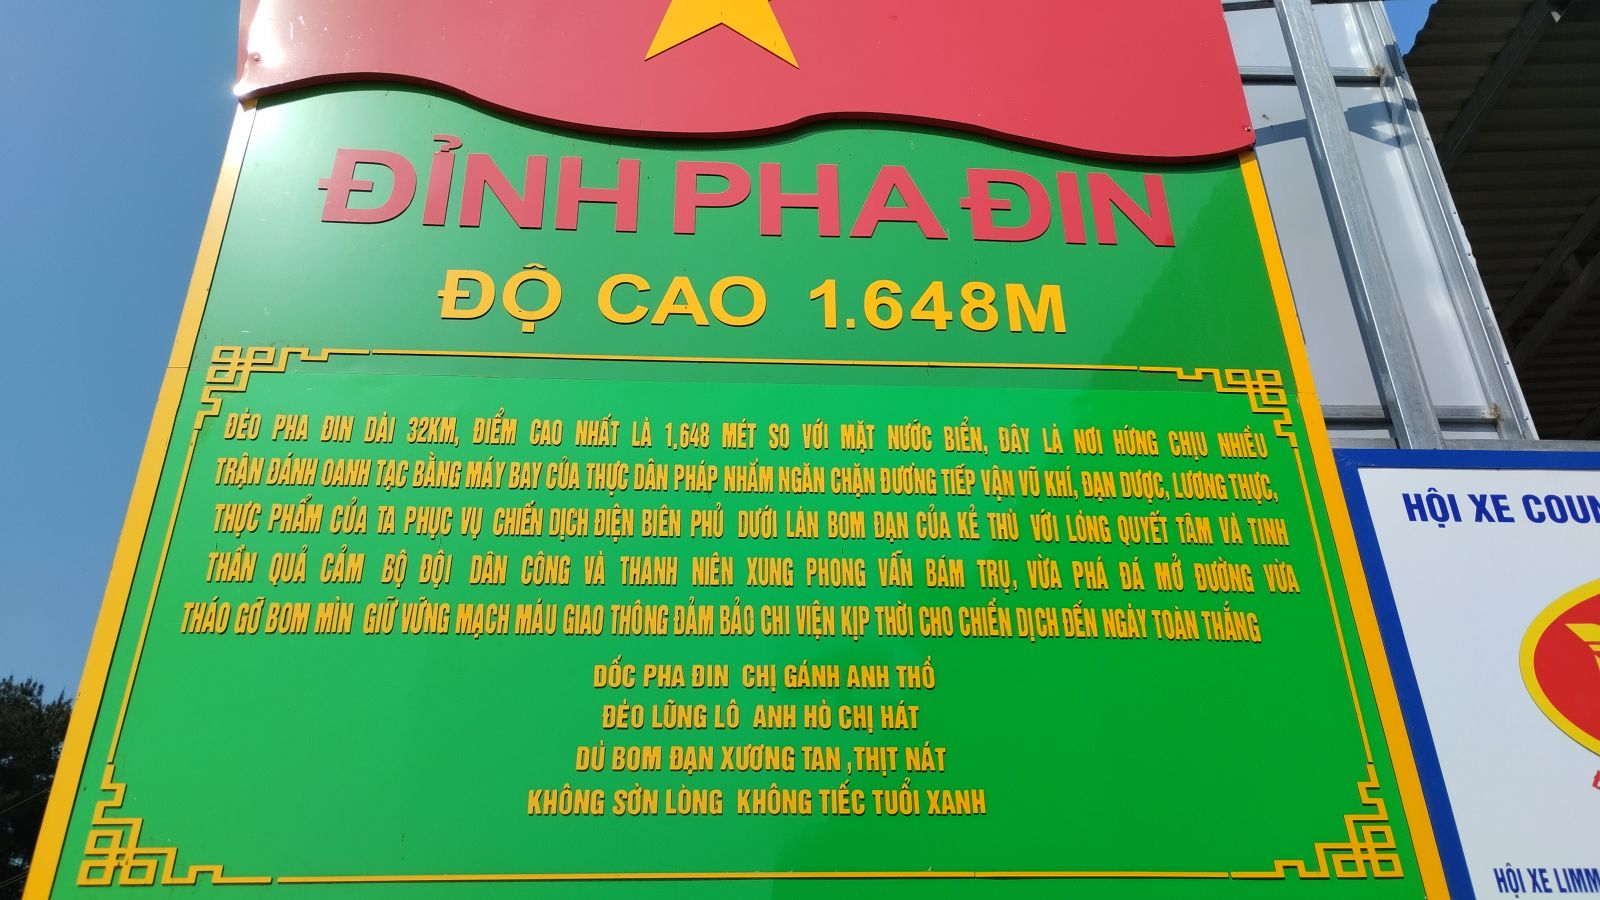 ĐỈNH PHA ĐIN
ĐỘ CAO 1.648M
ĐÈO PHA ĐIN DÀI 32KM, ĐIỂM CAO NHẤT LÀ 1,648 MÉT SO VỚI MẶT NƯỚC BIỂN, ĐÂY LÀ NƠI HỨNG CHỊU NHIỀU
TRẬN ĐÁNH OANH TẠC BẰNG MÁY BAY CỦA THỰC DÂN PHÁP NHẰM NGĂN CHẶN ĐƯỜNG TIẾP VẬN VŨ KHÍ, ĐẠN DƯỢC, LƯƠNG THỰC,
THỰC PHẨM CỦA TA PHỤC VỤ CHIẾN DỊCH ĐIỆN BIÊN PHỦ DƯỚI LÀN BOM ĐẠN CỦA KẺ THÙ VỚI LÒNG QUYẾT TÂM VÀ TINH
THẦN QUẢ CẢM BỘ ĐỘI DÂN CÔNG VÀ THANH NIÊN XUNG PHONG VẪN BÁM TRỤ, VỪA PHÁ ĐÁ MỞ ĐƯỜNG VỪA
THÁO GỠ BOM MÌN GIỮ VỮNG MẠCH MÁU GIAO THÔNG ĐẢM BẢO CHI VIỆN KỊP THỜI CHO CHIẾN DỊCH ĐẾN NGÀY TOÀN THẮNG
DỐC PHA ĐIN CHỊ GÁNH ANH THỒ
ĐÈO LŨNG LÔ ANH HÒ CHỊ HÁT
DÙ BOM ĐẠN XƯƠNG TAN ,THỊT NÁT
KHÔNG SỜN LÒNG KHÔNG TIẾC TUỔI XANH
HỘI XE COUN
HỘI XE LIMM